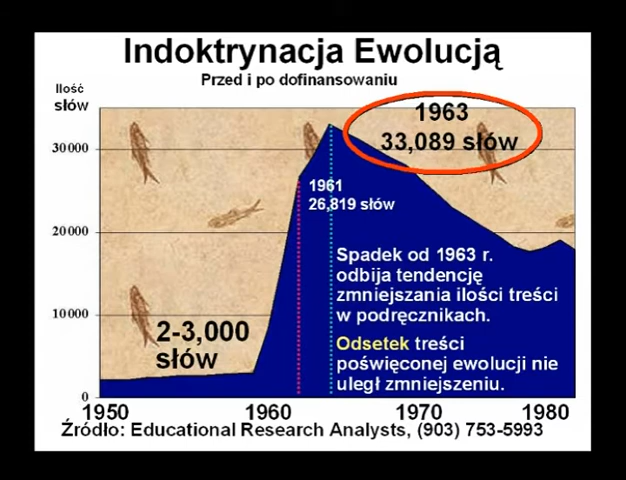 Indoktrynacja Ewolucją
Przed i po dofinansowaniu
Ilość
słów
30000
20000
10000
0
1963
33,089 słów
1961
26,819 słów
2-3,000
słów
Spadek od 1963 r.
odbija tendencję
zmniejszania ilości treści
w podręcznikach.
Odsetek treści
poświęconej ewolucji nie
uległ zmniejszeniu.
1950 1960 1970 1980
Źródło: Educational Research Analysts, (903) 753-5993